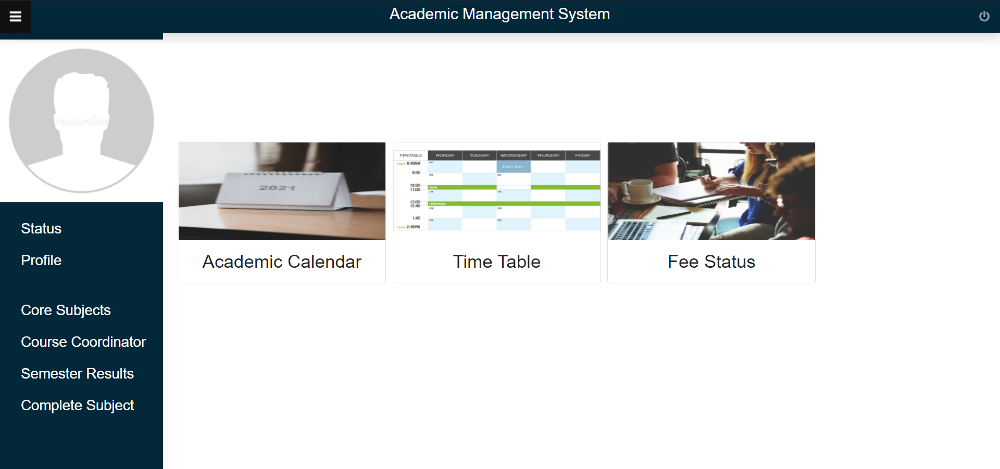 Academic Management System
dreamstime.
Status
Profile
Core Subjects
Course Coordinator
Semester Results
Complete Subject
2021
Academic Calendar
TIMETABLE MONDAY TUESDAY WEDNESDAY THURSDAY FRIDAY
8:40AM
10am Start
9:35
10:30
11:00
12:00
12:45
1:45
2:45PM
Time Table
Fee Status